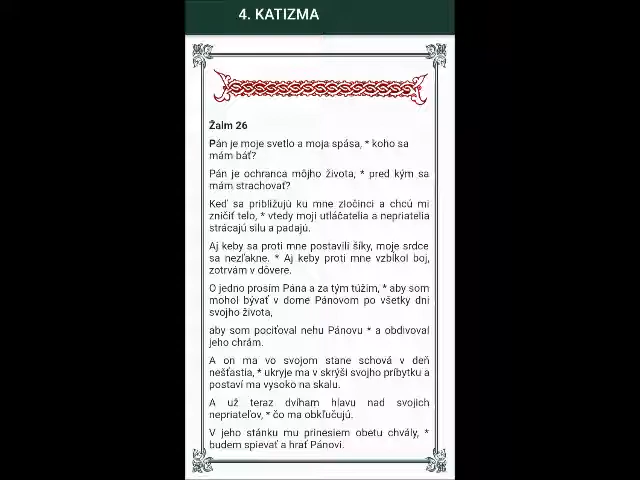 4. KATIZMA
Žalm 26
Pán je moje svetlo a moja spása, * koho sa
mám báť?
Pán je ochranca môjho života, * pred kým sa
mám strachovať?
Keď sa približujú ku mne zločinci a chcú mi
zničiť telo, * vtedy moji utláčatelia a nepriatelia
strácajú silu a padajú.
Aj keby sa proti mne postavili šíky, moje srdce
sa nezľakne. * Aj keby proti mne vzbĺkol boj,
zotrvám v dôvere.
O jedno prosím Pána a za tým túžim, * aby som
mohol bývať v dome Pánovom po všetky dni
svojho života,
aby som pociťoval nehu Pánovu * a obdivoval
jeho chrám.
A on ma vo svojom stane schová v deň
nešťastia, * ukryje ma v skrýši svojho príbytku a
postaví ma vysoko na skalu.
A už teraz dvíham hlavu nad svojich
nepriateľov, * čo ma obkľučujú.
V jeho stánku mu prinesiem obetu chvály, *
budem spievať a hrať Pánovi.